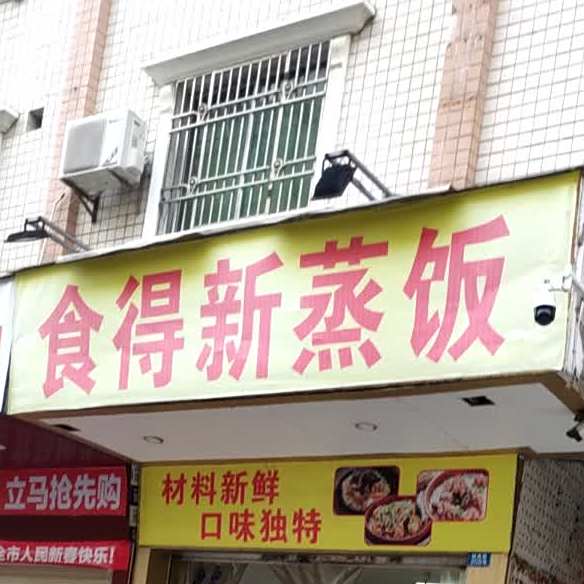 食得新蒸饭
材料新鲜
口味独特
立马抢先购
全市人民新春快乐!